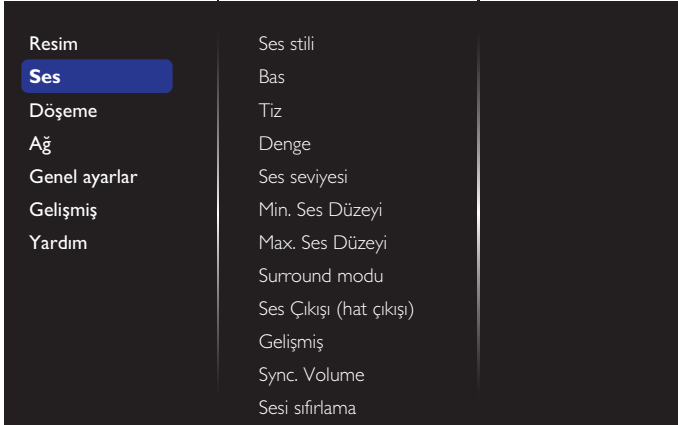 Resim
Ses
Döşeme
Ağ
Genel ayarlar
Gelişmiş
Yardım
Ses stili
Bas
Tiz
Denge
Ses seviyesi
Min. Ses Düzeyi
Max. Ses Düzeyi
Surround modu
Ses Çıkışı (hat çıkışı)
Gelişmiş
Sync. Volume
Sesi sıfırlama